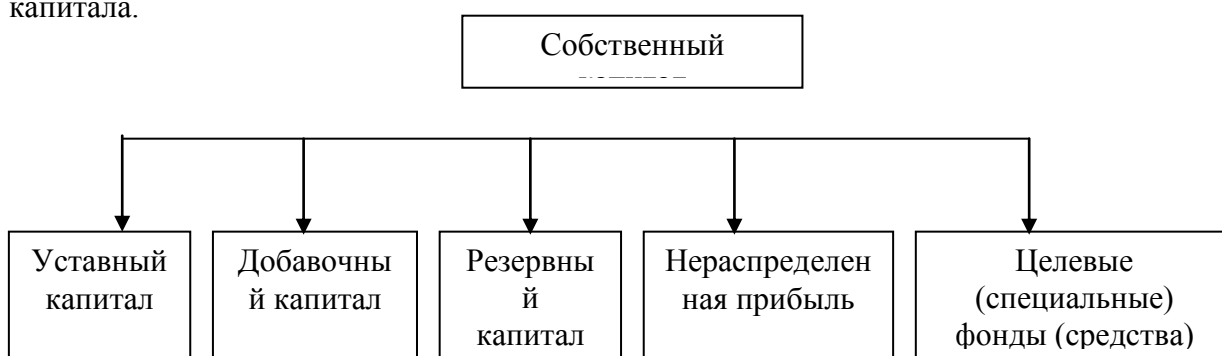 капитала.
Собственный
Уставный
капитал
Добавочны
й капитал
Резервны
й
капитал
Нераспределен
ная прибыль
Целевые
(специальные)
фонды (средства)